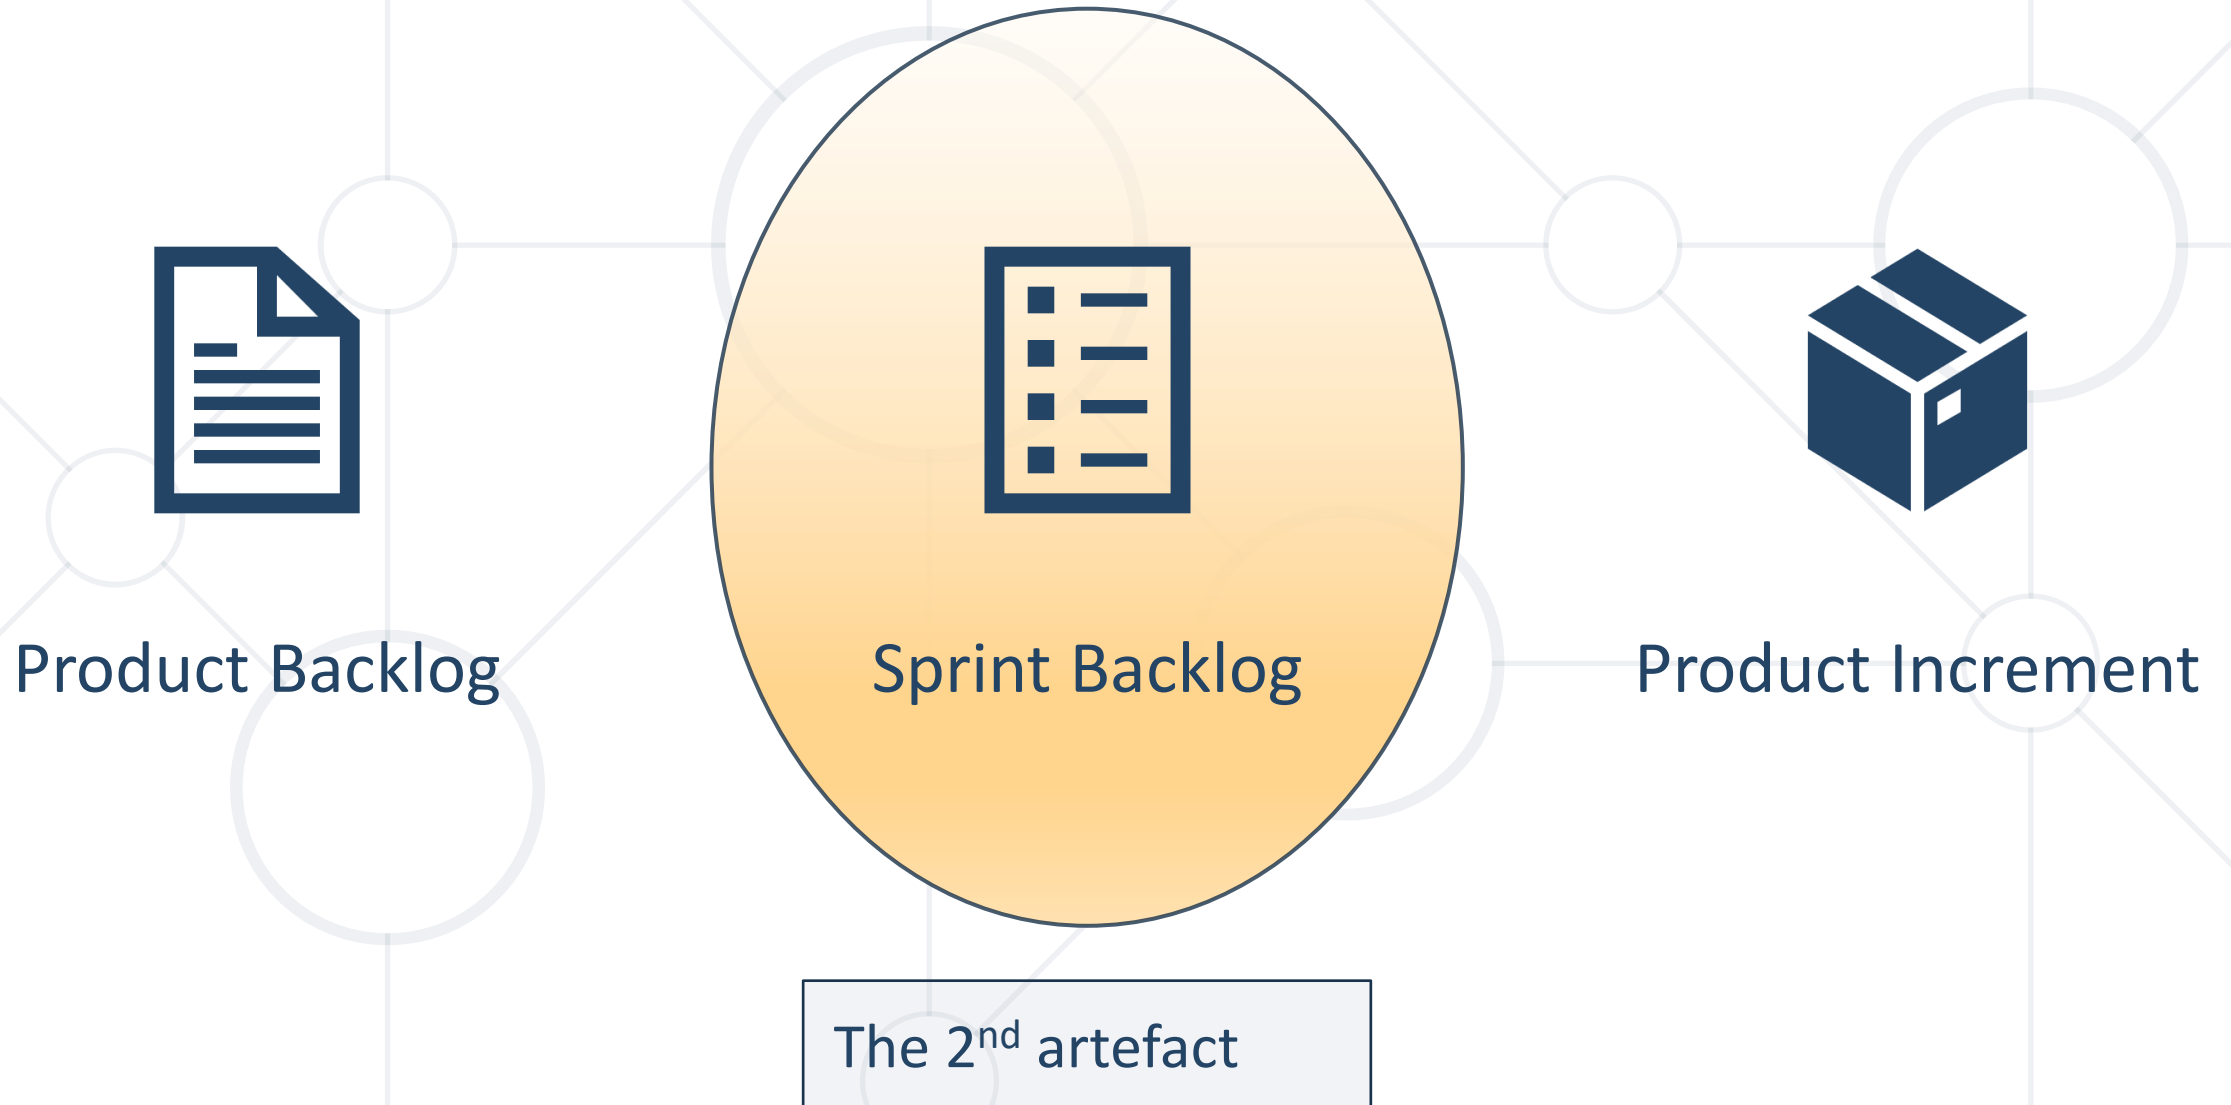 Product Backlog
Sprint Backlog
Product Increment
The 2nd artefact